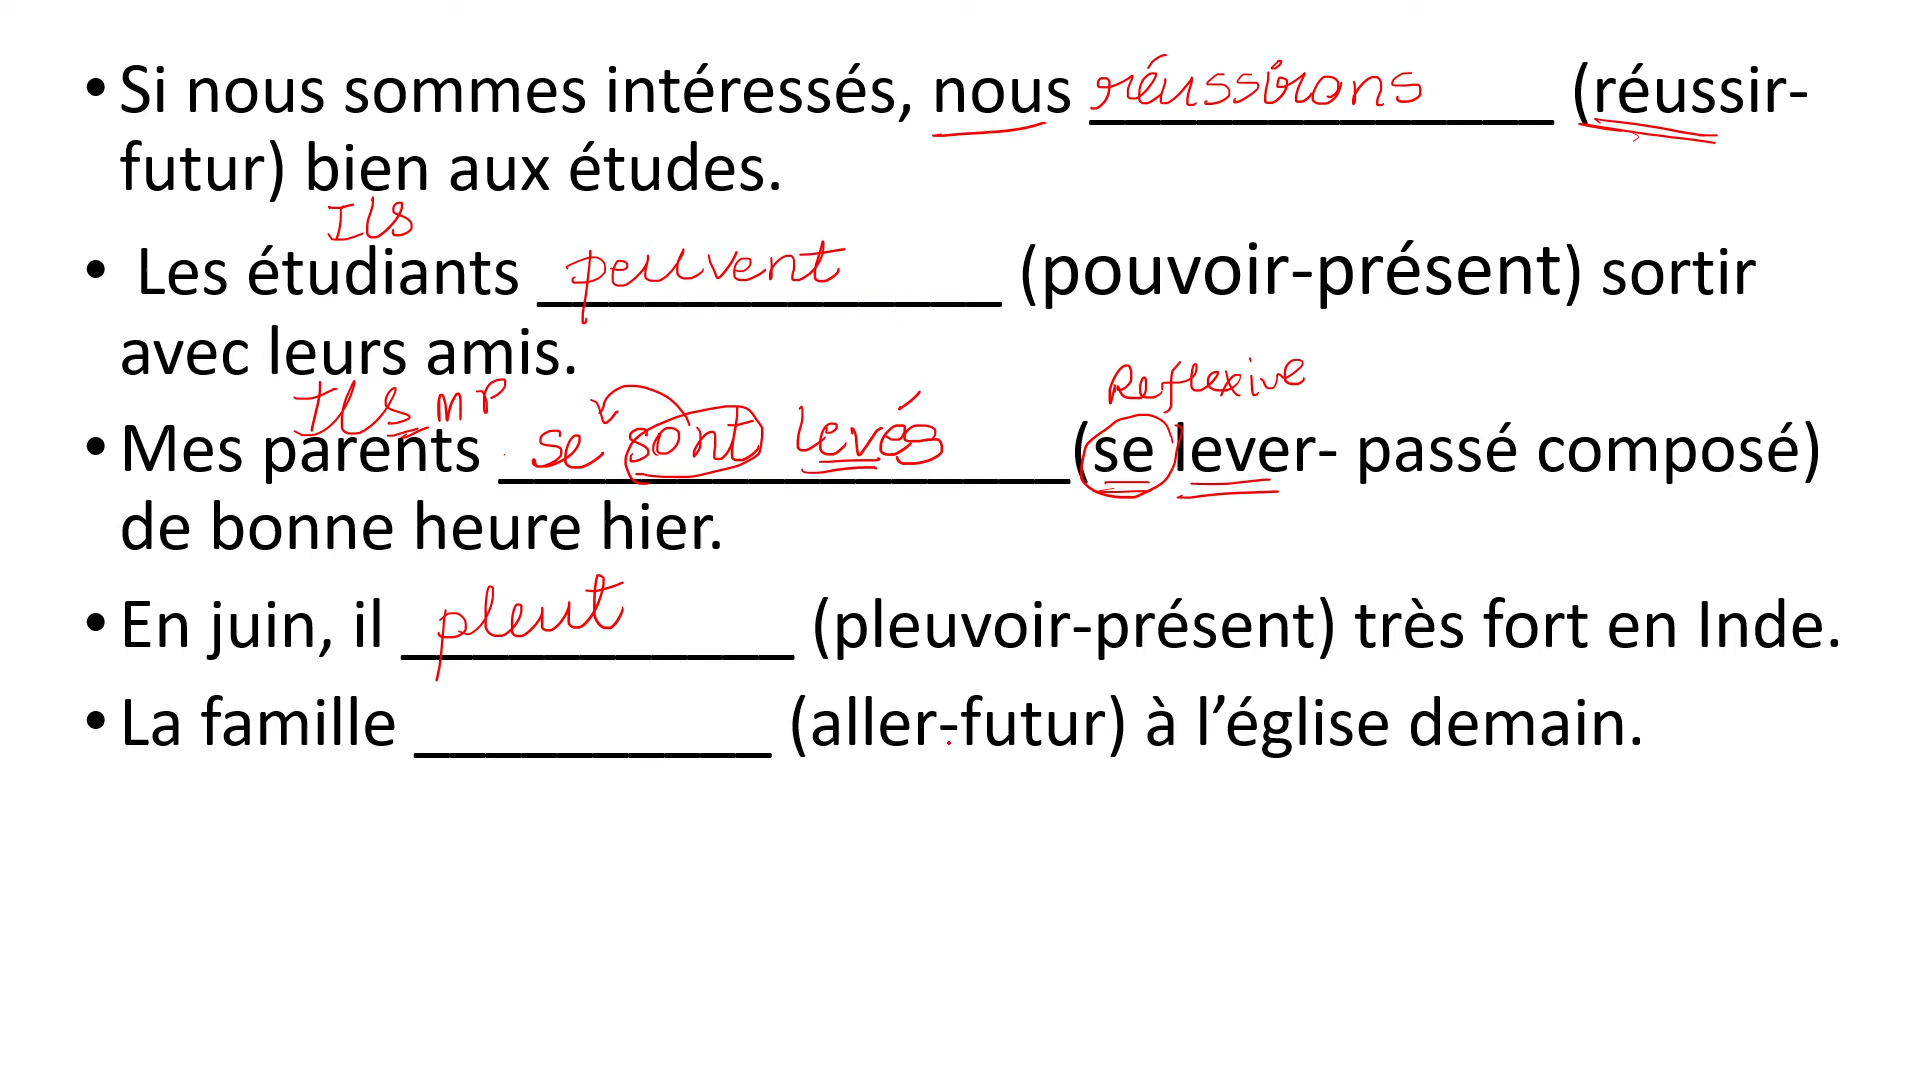 • Si nous sommes intéressés, nous réussirons ______________ (réussir-
futur) bien aux études.
Ils
• Les étudiants peuvent ______________ (pouvoir-présent) sortir
avec leurs amis.
Reflexive
Ils MP
• Mes parents se sont levés ________________(se lever- passé composé)
de bonne heure hier.
• En juin, il pleut ___________ (pleuvoir-présent) très fort en Inde.
• La famille __________ (aller-futur) à l’église demain.